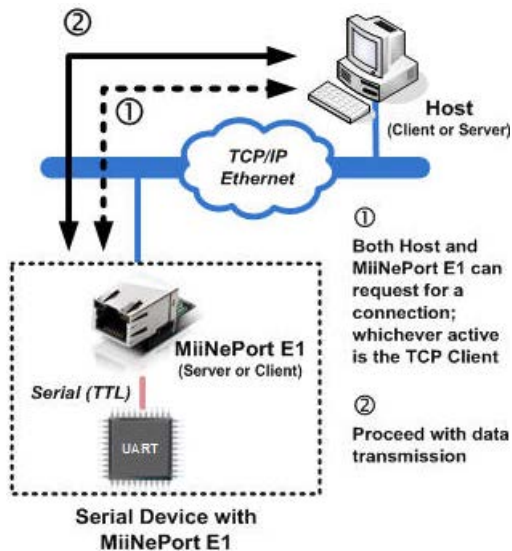 ②
①
Host
(Client or Server)
TCP/IP
Ethernet
①
Both Host and
MiiNePort E1 can
request for a
connection;
whichever active
is the TCP Client
②
Proceed with data
transmission
MiiNePort E1
(Server or Client)
Serial (TTL)
UART
Serial Device with
MiiNePort E1